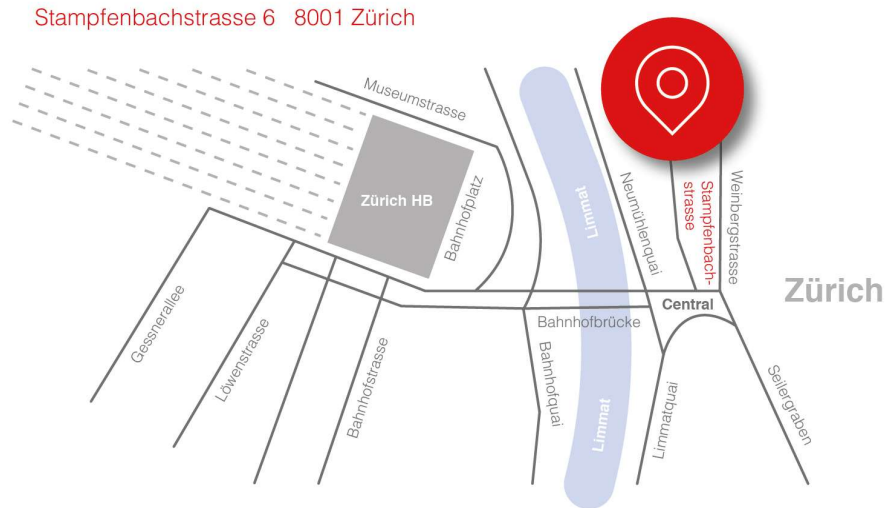 Stampfenbachstrasse 6   8001 Zürich
Museumstrasse
Zürich HB
Bahnhofplatz
Limmat
Neumühlenquai
Stampfenbach-
strasse
Weinbergstrasse
Zürich
Central
Bahnhofbrücke
Gessnerallee
Löwenstrasse
Bahnhofstrasse
Bahnhofquai
Limmat
Limmatquai
Seilergraben